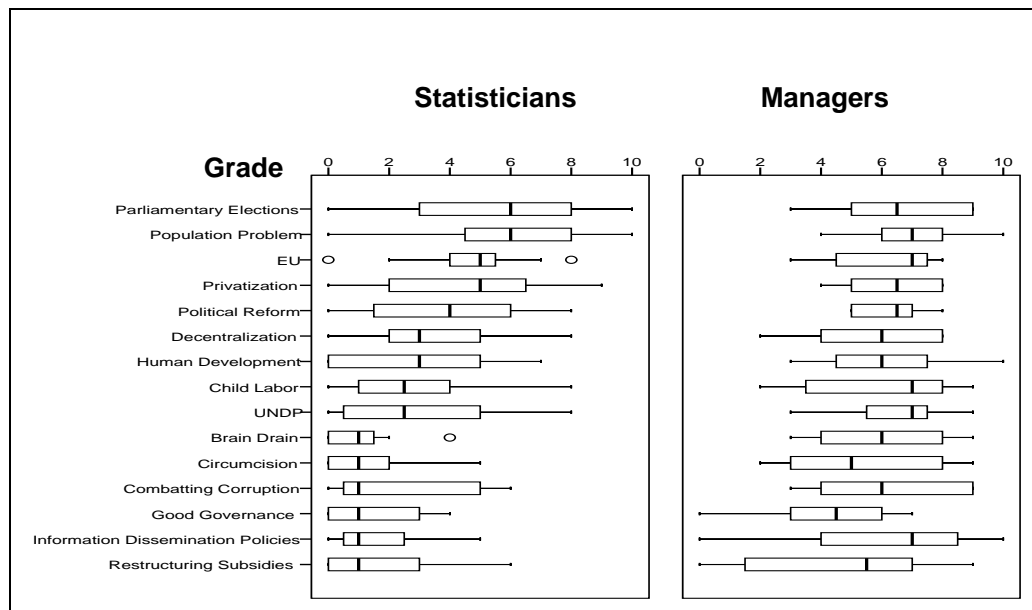 Statisticians Managers
Grade
0 2 4 6 8 10 0 2 4 6 8 10
Parliamentary Elections
Population Problem
EU
Privatization
Political Reform
Decentralization
Human Development
Child Labor
UNDP
Brain Drain
Circumcision
Combatting Corruption
Good Governance
Information Dissemination Policies
Restructuring Subsidies